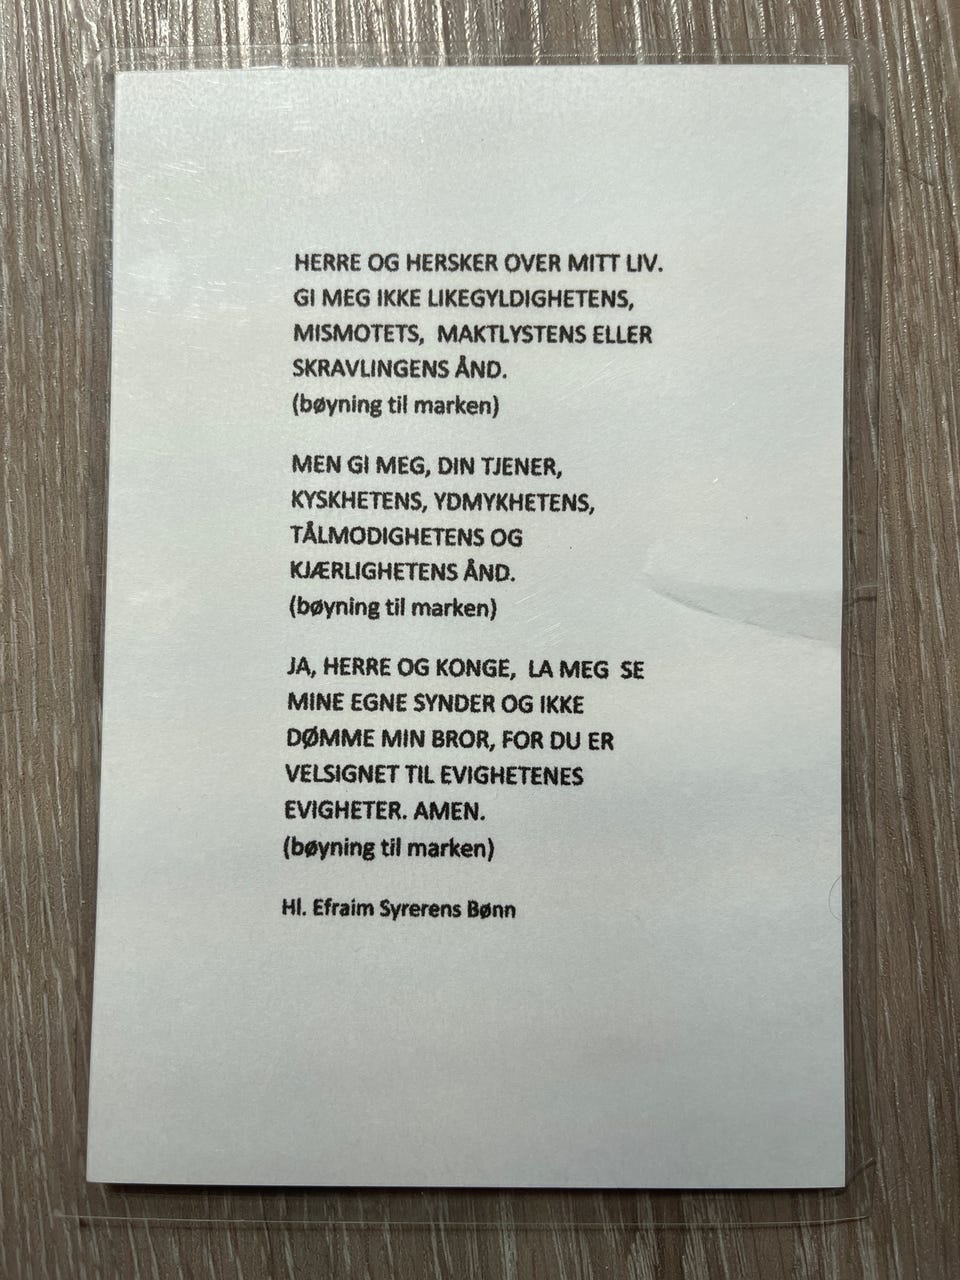 HERRE OG HERSKER OVER MITT LIV.
GI MEG IKKE LIKEGYLDIGHETENS,
MISMOTETS, MAKTLYSTENS ELLER
SKRAVLINGENS ÅND.
(bøyning til marken)
MEN GI MEG, DIN TJENER,
KYSKHETENS, YDMYKHETENS,
TÅLMODIGHETENS OG
KJÆRLIGHETENS ÅND.
(bøyning til marken)
JA, HERRE OG KONGE, LA MEG SE
MINE EGNE SYNDER OG IKKE
DØMME MIN BROR, FOR DU ER
VELSIGNET TIL EVIGHETENES
EVIGHETER. AMEN.
(bøyning til marken)
Hl. Efraim Syrerens Bønn